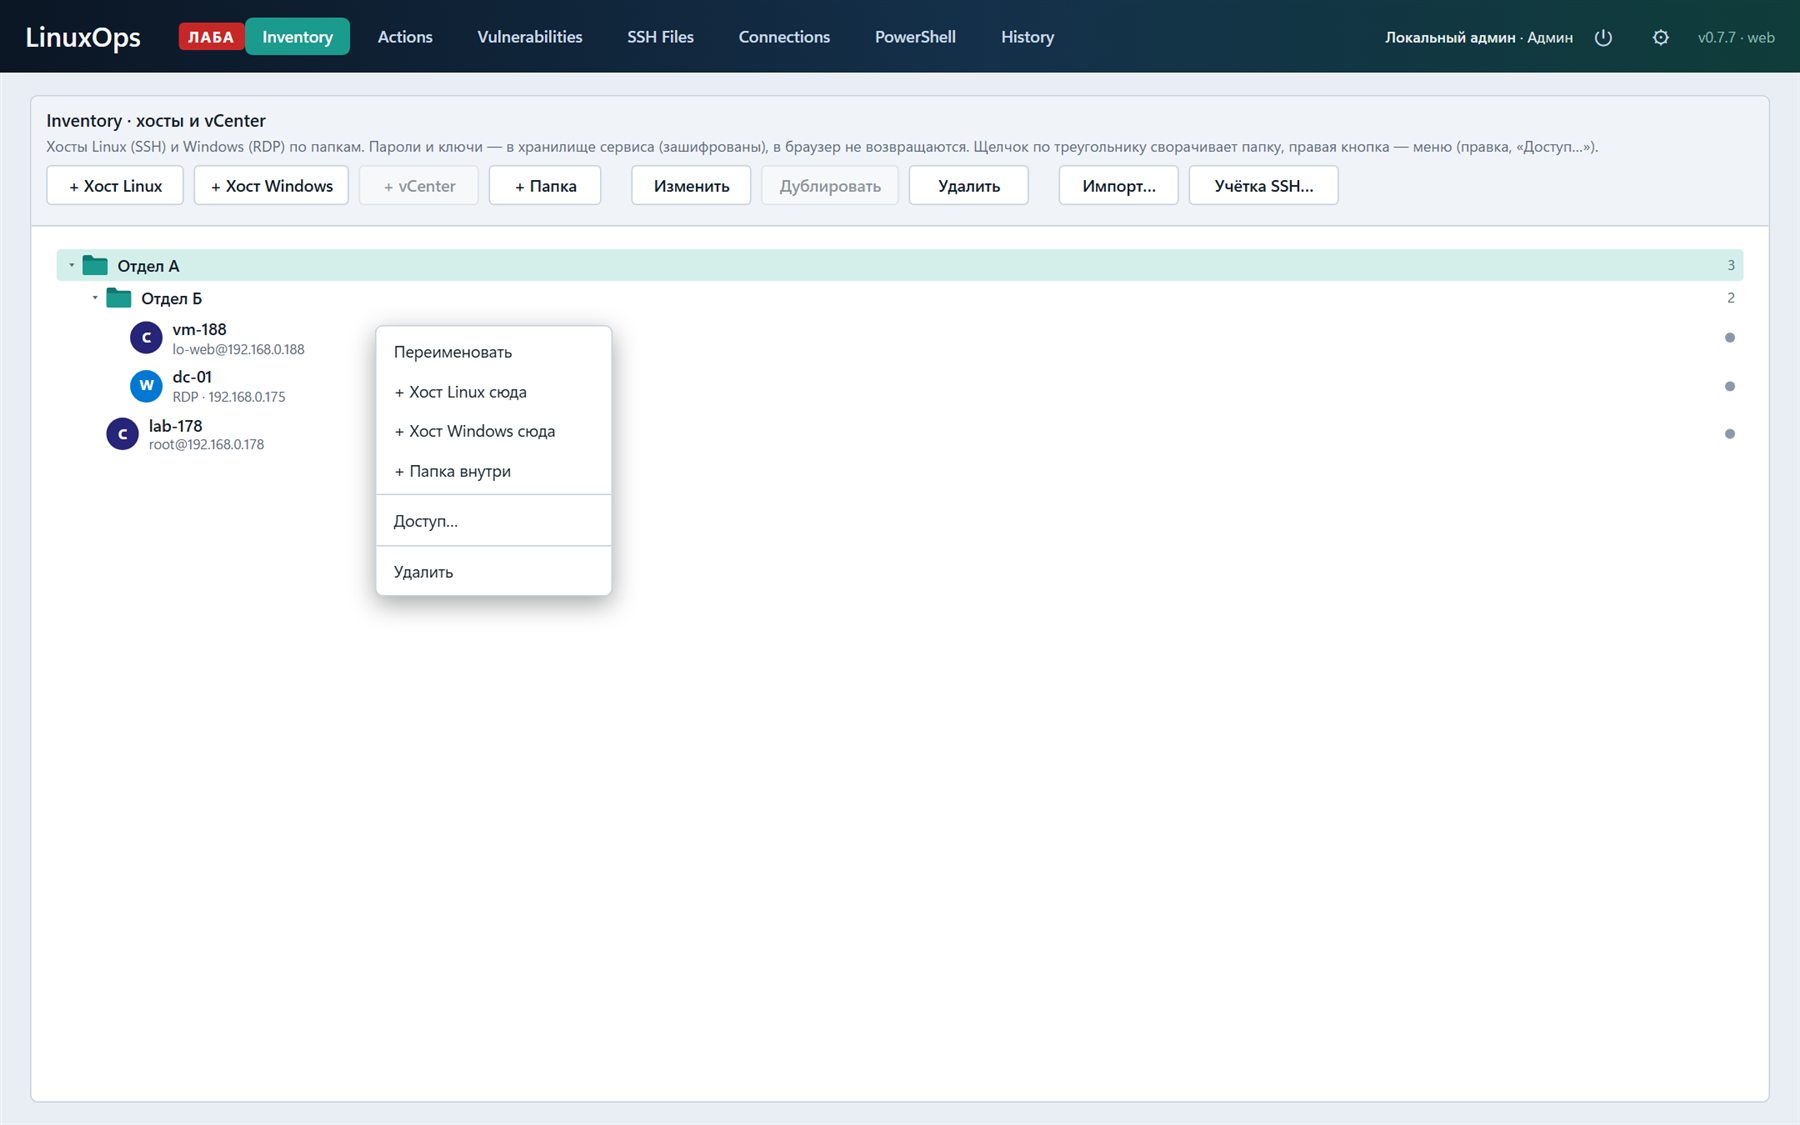 LinuxOps ЛАБА Inventory Actions Vulnerabilities SSH Files Connections PowerShell History Локальный админ · Админ v0.7.7 · web
Inventory · хосты и vCenter
Хосты Linux (SSH) и Windows (RDP) по папкам. Пароли и ключи — в хранилище сервиса (зашифрованы), в браузер не возвращаются. Щелчок по треугольнику сворачивает папку, правая кнопка — меню (правка, «Доступ...»).
+ Хост Linux + Хост Windows + vCenter + Папка Изменить Дублировать Удалить Импорт... Учётка SSH...
Отдел А 3
Отдел Б 2
C vm-188
lo-web@192.168.0.188
W dc-01
RDP · 192.168.0.175
C lab-178
root@192.168.0.178
Переименовать
+ Хост Linux сюда
+ Хост Windows сюда
+ Папка внутри
Доступ...
Удалить